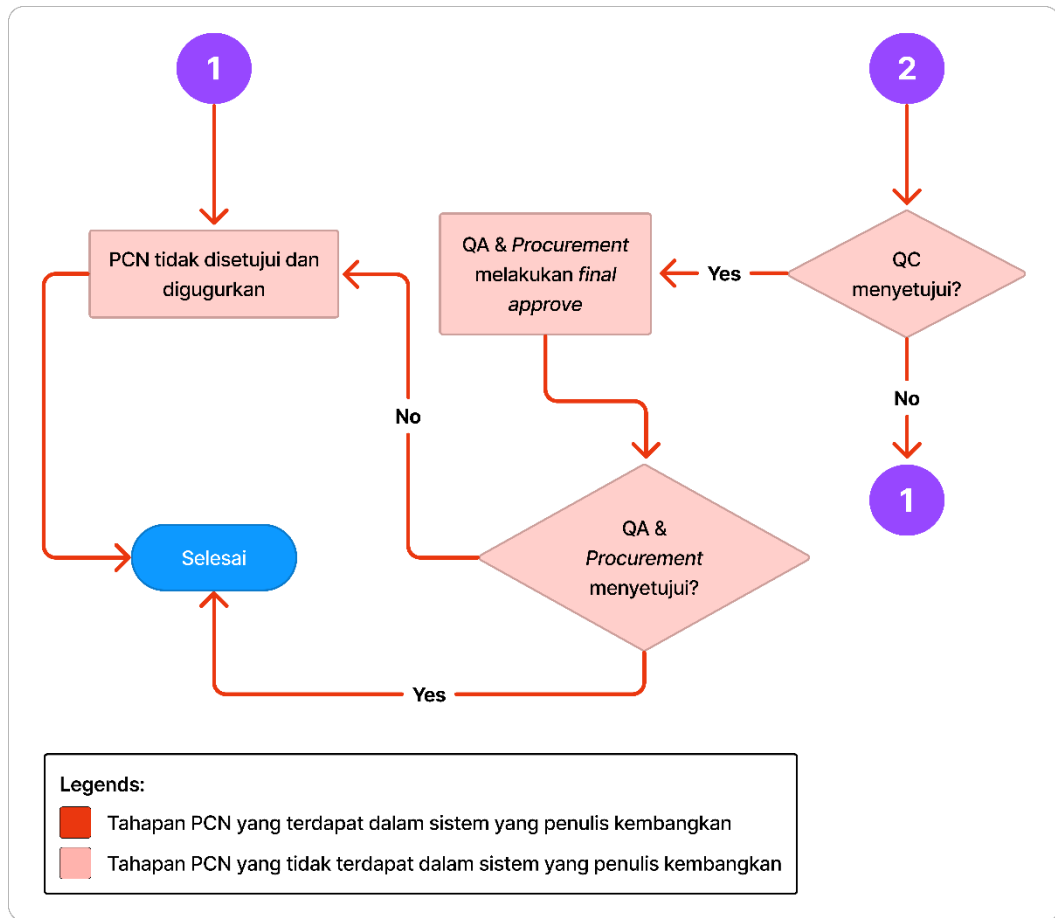 1
2
PCN tidak disetujui dan
digugurkan
QA & Procurement
melakukan final
approve
Yes
QC
menyetujui?
No
No
1
Selesai
QA &
Procurement
menyetujui?
Yes
Legends:
Tahapan PCN yang terdapat dalam sistem yang penulis kembangkan
Tahapan PCN yang tidak terdapat dalam sistem yang penulis kembangkan